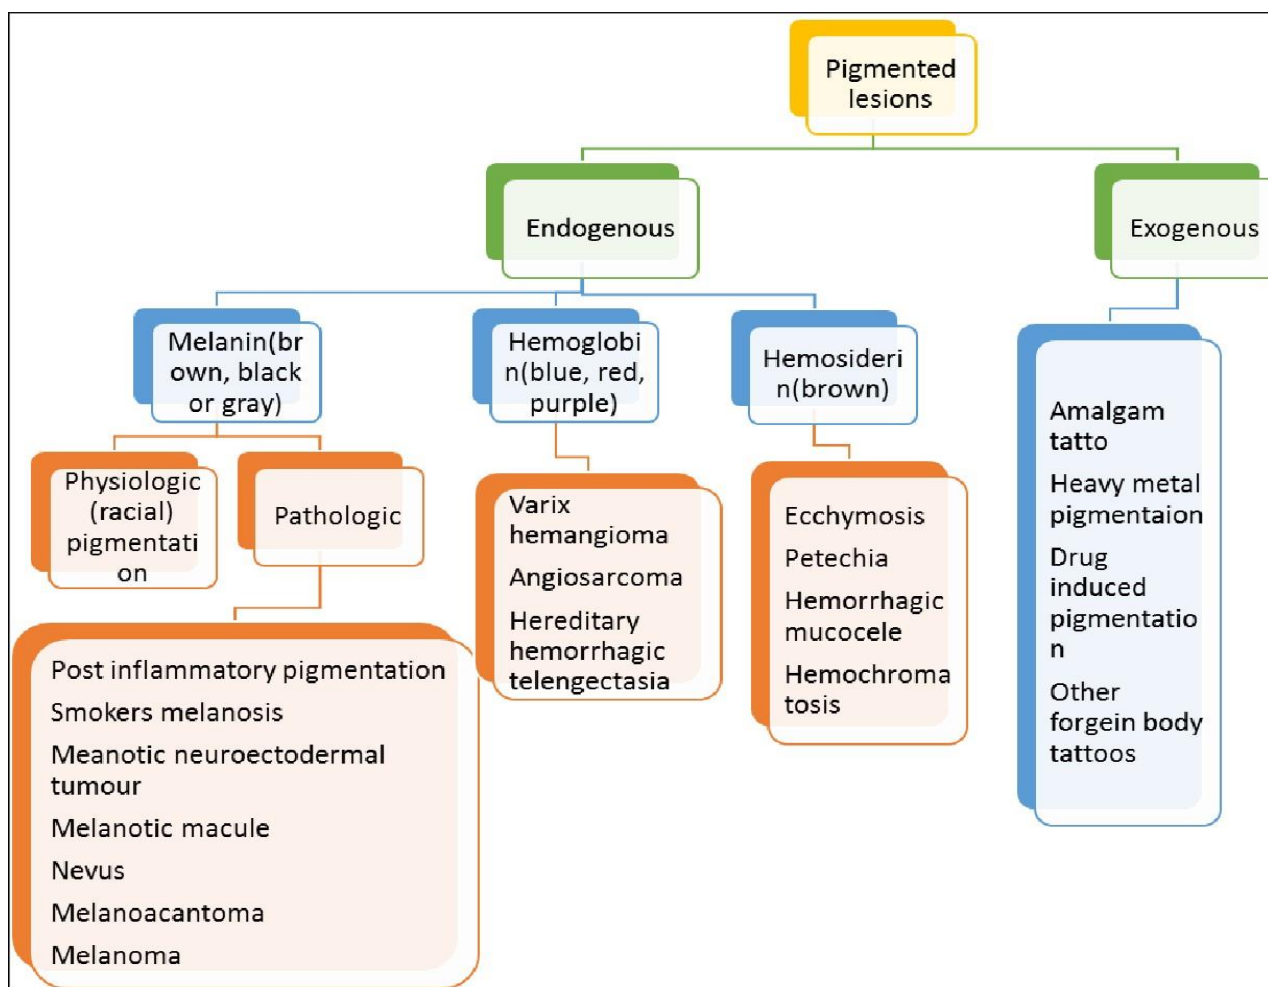 Pigmented
lesions
Endogenous
Exogenous
Melanin(br
own, black
or gray)
Hemoglobi
n(blue, red,
purple)
Hemosideri
n(brown)
Physiologic
(racial)
pigmentati
on
Pathologic
Post inflammatory pigmentation
Smokers melanosis
Meanotic neuroectodermal
tumour
Melanotic macule
Nevus
Melanoacantoma
Melanoma
Varix
hemangioma
Angiosarcoma
Hereditary
hemorrhagic
telengectasia
Ecchymosis
Petechia
Hemorrhagic
mucocele
Hemochroma
tosis
Amalgam
tatto
Heavy metal
pigmentaion
Drug
induced
pigmentatio
n
Other
forgein body
tattoos